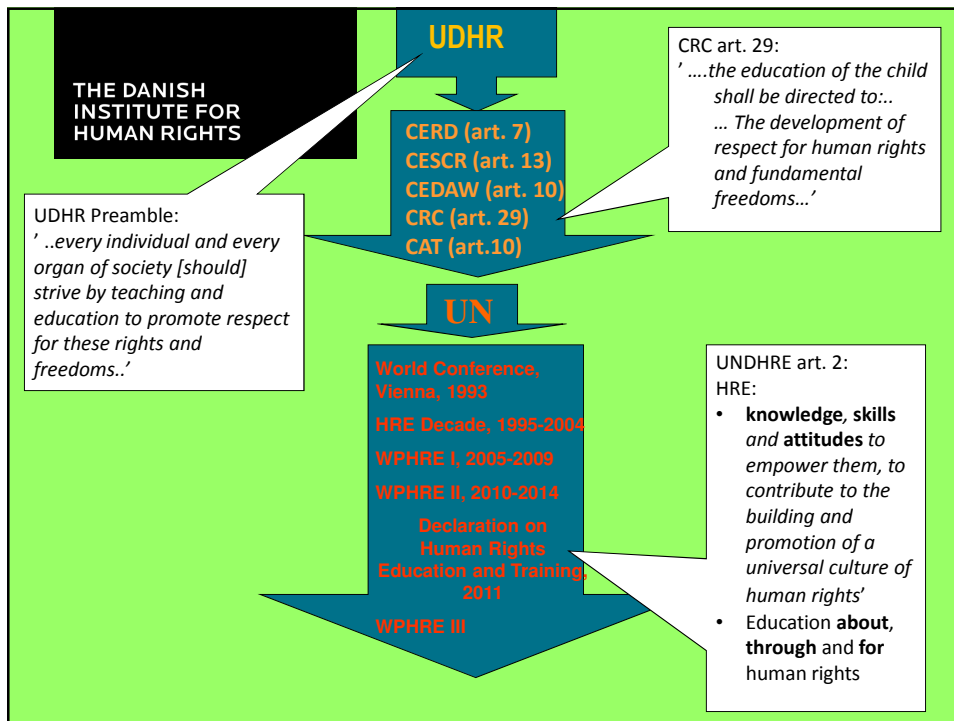 THE DANISH
INSTITUTE FOR
HUMAN RIGHTS
UDHR
CRC art. 29:
' ....the education of the child
shall be directed to:..
... The development of
respect for human rights
and fundamental
freedoms...'
CERD (art. 7)
CESCR (art. 13)
CEDAW (art. 10)
CRC (art. 29)
CAT (art.10)
UDHR Preamble:
' ..every individual and every
organ of society [should]
strive by teaching and
education to promote respect
for these rights and
freedoms..'
UN
World Conference,
Vienna, 1993
HRE Decade, 1995-2004
WPHRE I, 2005-2009
WPHRE II, 2010-2014
Declaration on
Human Rights
Education and Training,
2011
WPHRE III
UNDHRE art. 2:
HRE:
• knowledge, skills
and attitudes to
empower them, to
contribute to the
building and
promotion of a
universal culture of
human rights'
• Education about,
through and for
human rights